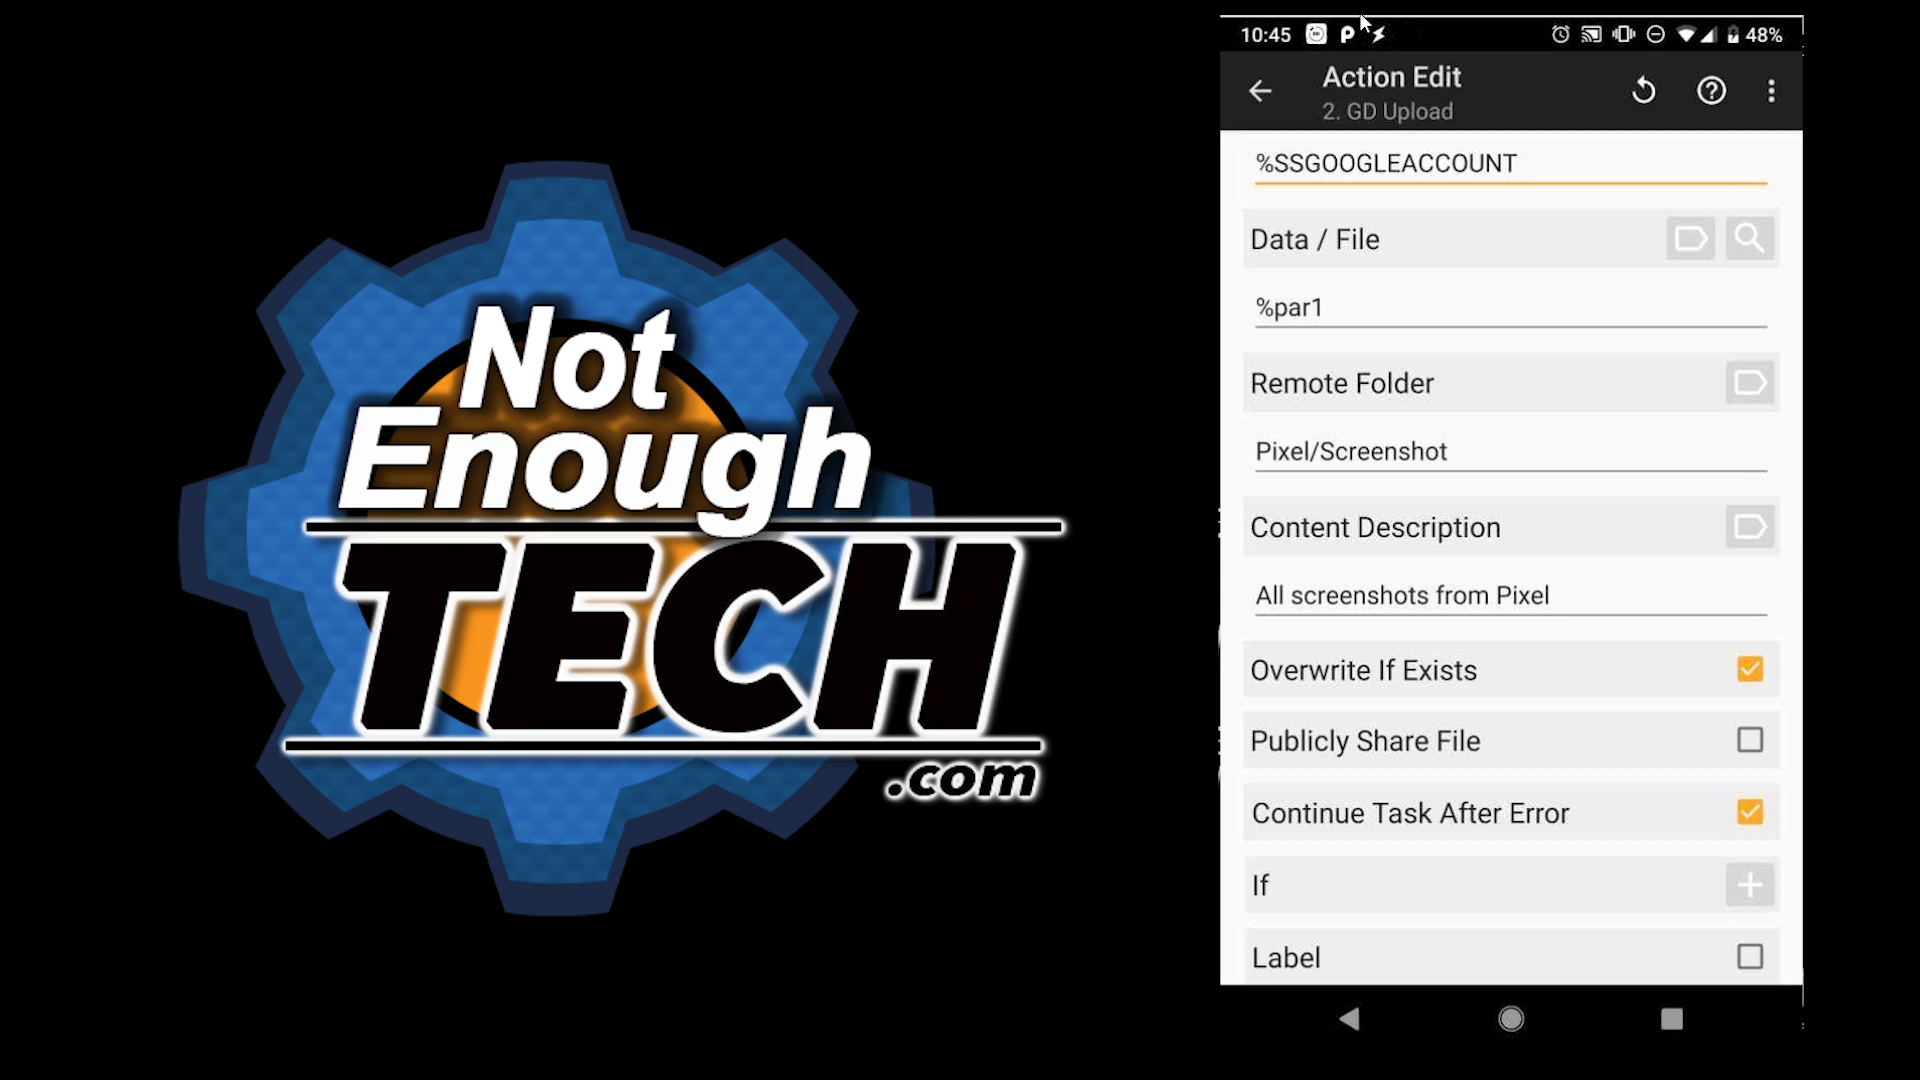 Not
Enough
TECH
.com
10:45
48%
Action Edit
2. GD Upload
%SSGOOGLEACCOUNT
Data / File
%par1
Remote Folder
Pixel/Screenshot
Content Description
All screenshots from Pixel
Overwrite If Exists
Publicly Share File
Continue Task After Error
If
Label